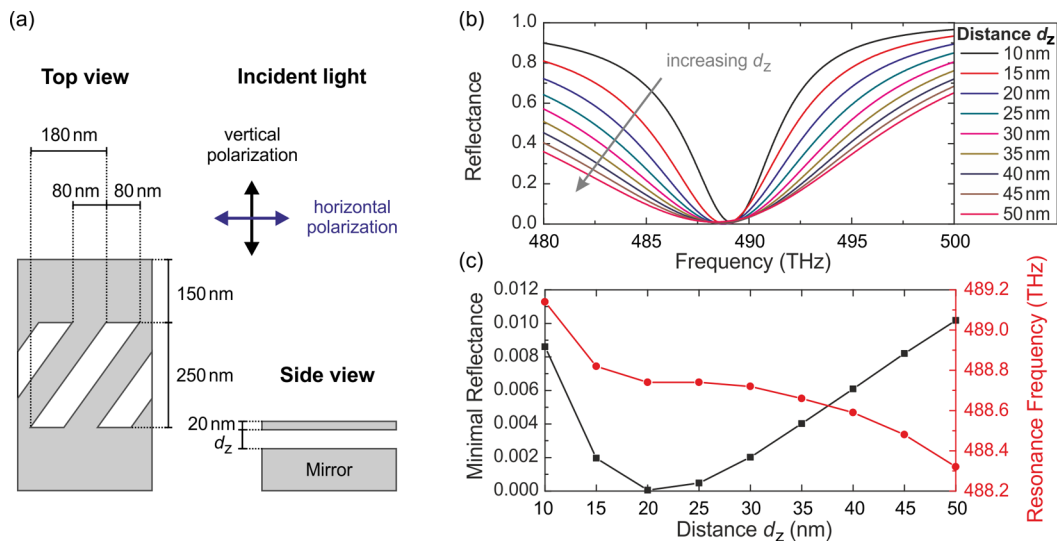 (a)
Top view
Incident light
180 nm
vertical
polarization
80 nm
80 nm
horizontal
polarization
150 nm
250 nm
Side view
20 nm
dz
Mirror
(b)
1.0
0.8
0.6
0.4
0.2
0.0
Reflectance
increasing dz
480
485
490
495
500
Frequency (THz)
Distance dz
10 nm
15 nm
20 nm
25 nm
30 nm
35 nm
40 nm
45 nm
50 nm
(c)
0.012
0.010
0.008
0.006
0.004
0.002
0.000
Minimal Reflectance
10
15
20
25
30
35
40
45
50
Distance dz (nm)
489.2
489.0
488.8
488.6
488.4
488.2
Resonance Frequency (THz)